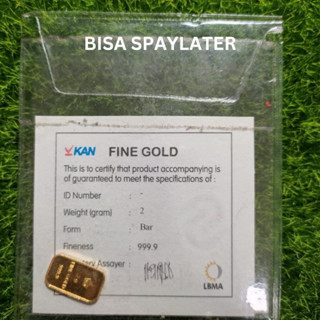 BISA SPAYLATER
KAN FINE GOLD
This is to certify that product accompanying is
of guaranteed to meet the specifications of :
ID Number : -
Weight (gram) : 2
Form : Bar
Fineness : 999.9
Assayer :
LBMA